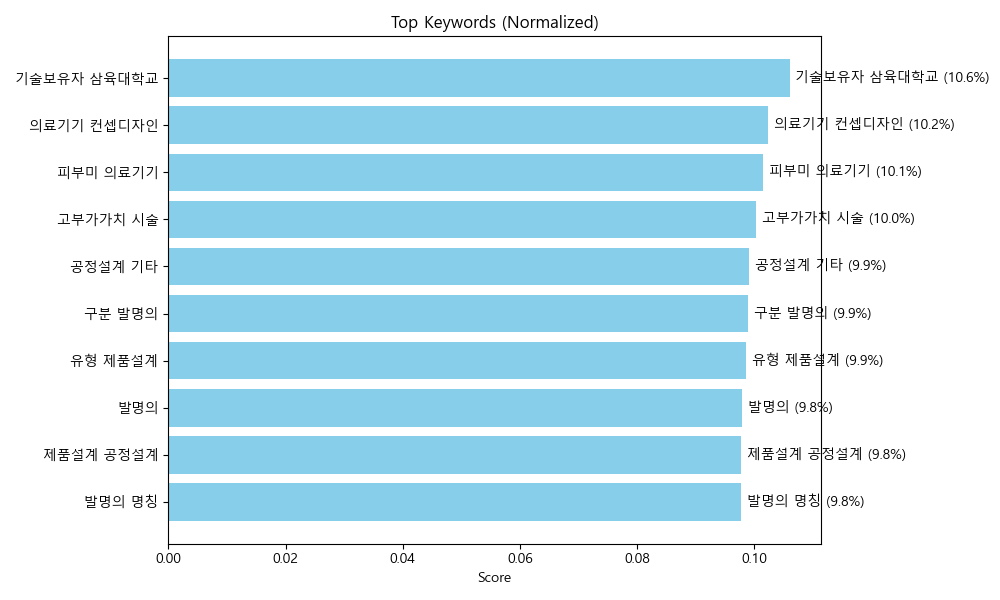 Top Keywords (Normalized)
기술보유자 삼육대학교 기술보유자 삼육대학교 (10.6%)
의료기기 컨셉디자인 의료기기 컨셉디자인 (10.2%)
피부미 의료기기 피부미 의료기기 (10.1%)
고부가가치 시술 고부가가치 시술 (10.0%)
공정설계 기타 공정설계 기타 (9.9%)
구분 발명의 구분 발명의 (9.9%)
유형 제품설계 유형 제품설계 (9.9%)
발명의 발명의 (9.8%)
제품설계 공정설계 제품설계 공정설계 (9.8%)
발명의 명칭 발명의 명칭 (9.8%)
0.00 0.02 0.04 0.06 0.08 0.10
Score